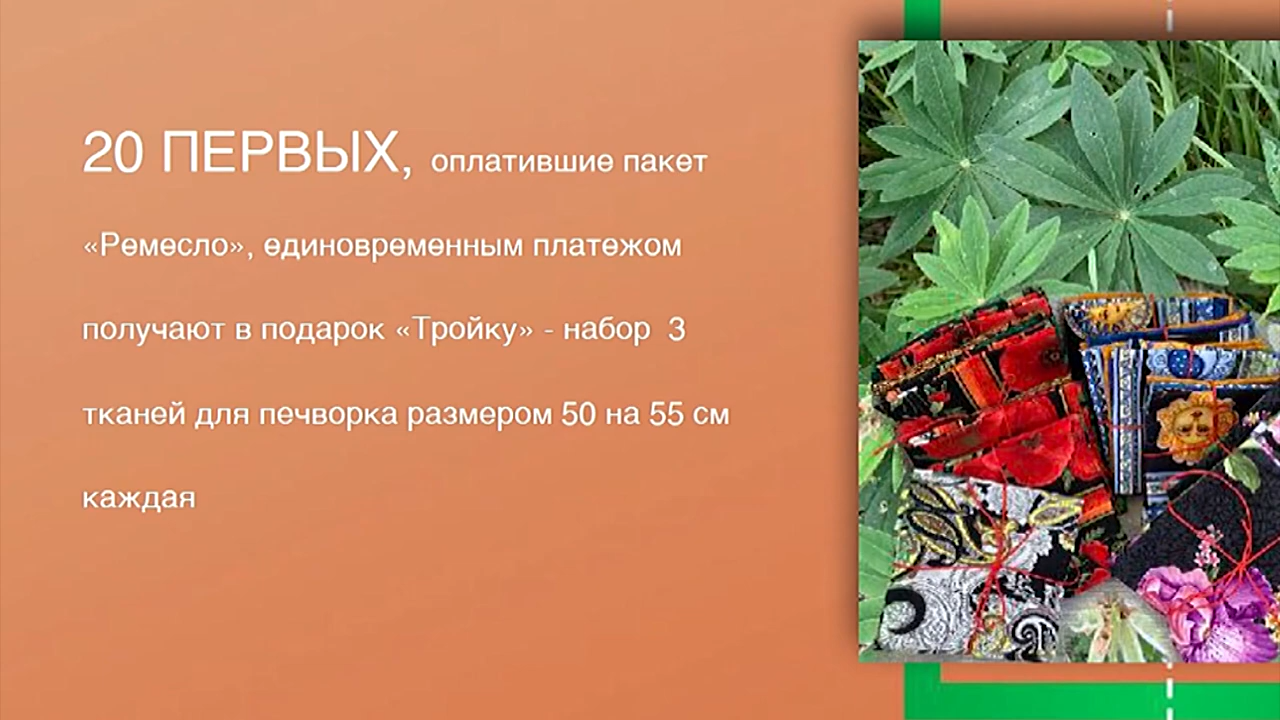 20 ПЕРВЫХ, оплатившие пакет
«Ремесло», единовременным платежом
получают в подарок «Тройку» - набор 3
тканей для печворка размером 50 на 55 см
каждая